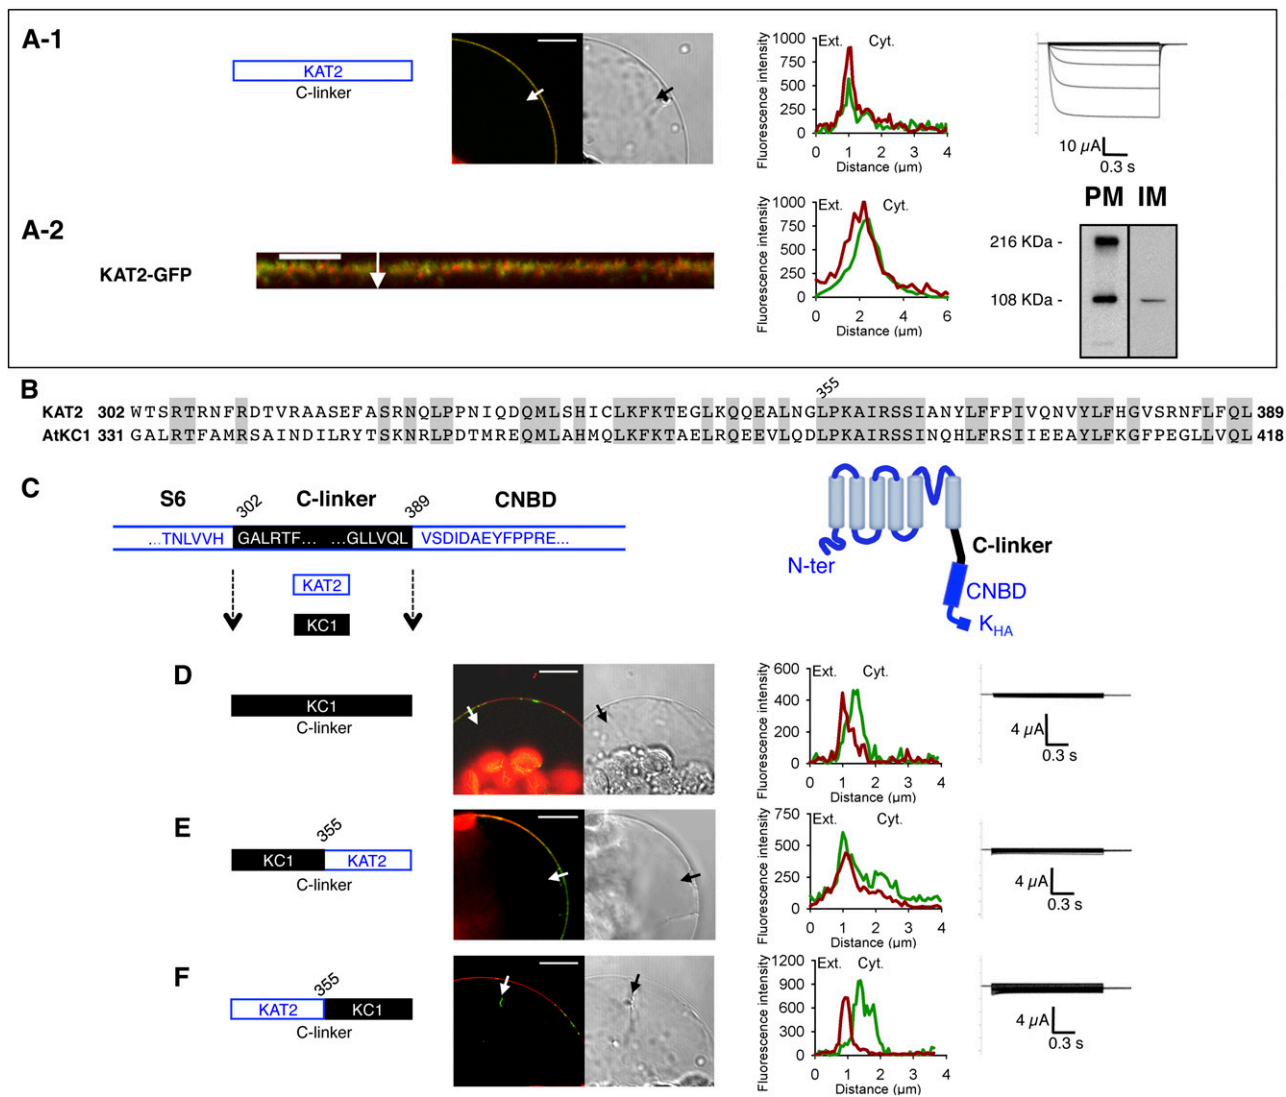 A-1
KAT2
C-linker
Fluorescence intensity
1000
750
500
250
0
Ext. Cyt.
0 1 2 3 4
Distance (µm)
10 µA
0.3 s
A-2
KAT2-GFP
Fluorescence intensity
1000
750
500
250
0
Ext. Cyt.
0 2 4 6
Distance (µm)
PM IM
216 KDa -
108 KDa -
B
355
KAT2 302 WTSRTRNFRDTVRAASEFASRNQLPPNIQDQMLSHICLKFKTEGLKQQEALNGLPKAIRSSIANYLFFPIVQNVYLFHGVSRNFLFQL 389
AtKC1 331 GALRTFAMRSAINDILRYTSKNRLPDTMREQMLAHMQLKFKTAELRQEEVLQDLPKAIRSSINQHLFRSIIEEAYLFKGFPEGLLVQL 418
C
S6 302 C-linker 389 CNBD
...TNLVVH GALRTF... ...GLLVQL VSDIDAEYFPPRE...
KAT2
KC1
N-ter
C-linker
CNBD
KHA
D
KC1
C-linker
Fluorescence intensity
600
400
200
0
Ext. Cyt.
0 1 2 3 4
Distance (µm)
4 µA
0.3 s
E
355
KC1 KAT2
C-linker
Fluorescence intensity
750
500
250
0
Ext. Cyt.
0 1 2 3 4
Distance (µm)
4 µA
0.3 s
F
355
KAT2 KC1
C-linker
Fluorescence intensity
1200
900
600
300
0
Ext. Cyt.
0 1 2 3 4
Distance (µm)
4 µA
0.3 s